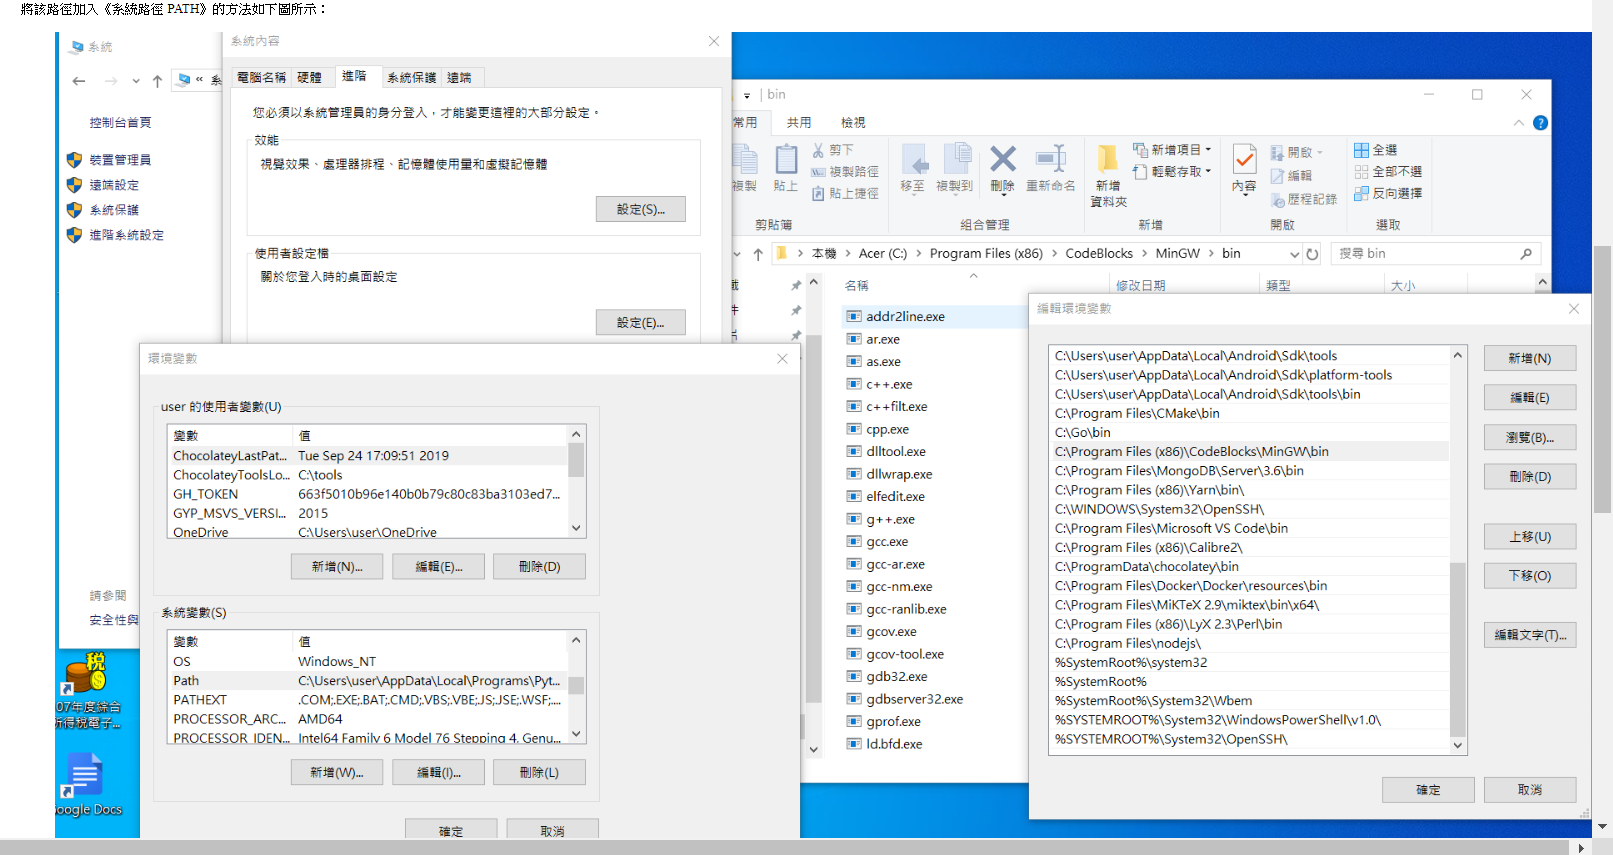 將該路徑加入《系統路徑 PATH》的方法如下圖所示：
系統
« 系
控制台首頁
裝置管理員
遠端設定
系統保護
進階系統設定
請參閱
安全性與
系統內容
電腦名稱 硬體 進階 系統保護 遠端
您必須以系統管理員的身分登入，才能變更這裡的大部分設定。
效能
視覺效果、處理器排程、記憶體使用量和虛擬記憶體
設定(S)...
使用者設定檔
關於您登入時的桌面設定
設定(E)...
環境變數
user 的使用者變數(U)
變數 值
ChocolateyLastPat... Tue Sep 24 17:09:51 2019
ChocolateyToolsLo... C:\tools
GH_TOKEN 663f5010b96e140b0b79c80c83ba3103ed7...
GYP_MSVS_VERSI... 2015
OneDrive C:\Users\user\OneDrive
新增(N)... 編輯(E)... 刪除(D)
系統變數(S)
變數 值
OS Windows_NT
Path C:\Users\user\AppData\Local\Programs\Pyt...
PATHEXT .COM;.EXE;.BAT;.CMD;.VBS;.VBE;.JS;.JSE;.WSF;...
PROCESSOR_ARC... AMD64
PROCESSOR_IDEN... Intel64 Family 6 Model 76 Stepping 4, Genu...
新增(W)... 編輯(I)... 刪除(L)
確定 取消
07年度綜合
所得稅電子...
稅
Google Docs
bin
常用 共用 檢視
複製
貼上
剪下
複製路徑
貼上捷徑
剪貼簿
移至 複製到 刪除 重新命名
組合管理
新增
資料夾
新增項目
輕鬆存取
新增
內容
開啟
編輯
歷程記錄
開啟
全選
全部不選
反向選擇
選取
本機 Acer (C:) Program Files (x86) CodeBlocks MinGW bin
搜尋 bin
名稱 修改日期 類型 大小
addr2line.exe
ar.exe
as.exe
c++.exe
c++filt.exe
cpp.exe
dlltool.exe
dllwrap.exe
elfedit.exe
g++.exe
gcc.exe
gcc-ar.exe
gcc-nm.exe
gcc-ranlib.exe
gcov.exe
gcov-tool.exe
gdb32.exe
gdbserver32.exe
gprof.exe
ld.bfd.exe
編輯環境變數
C:\Users\user\AppData\Local\Android\Sdk\tools
C:\Users\user\AppData\Local\Android\Sdk\platform-tools
C:\Users\user\AppData\Local\Android\Sdk\tools\bin
C:\Program Files\CMake\bin
C:\Go\bin
C:\Program Files (x86)\CodeBlocks\MinGW\bin
C:\Program Files\MongoDB\Server\3.6\bin
C:\Program Files (x86)\Yarn\bin\
C:\WINDOWS\System32\OpenSSH\
C:\Program Files\Microsoft VS Code\bin
C:\Program Files (x86)\Calibre2\
C:\ProgramData\chocolatey\bin
C:\Program Files\Docker\Docker\resources\bin
C:\Program Files\MiKTeX 2.9\miktex\bin\x64\
C:\Program Files (x86)\LyX 2.3\Perl\bin
C:\Program Files\nodejs\
%SystemRoot%\system32
%SystemRoot%
%SystemRoot%\System32\Wbem
%SYSTEMROOT%\System32\WindowsPowerShell\v1.0\
%SYSTEMROOT%\System32\OpenSSH\
新增(N)
編輯(E)
瀏覽(B)...
刪除(D)
上移(U)
下移(O)
編輯文字(T)...
確定 取消